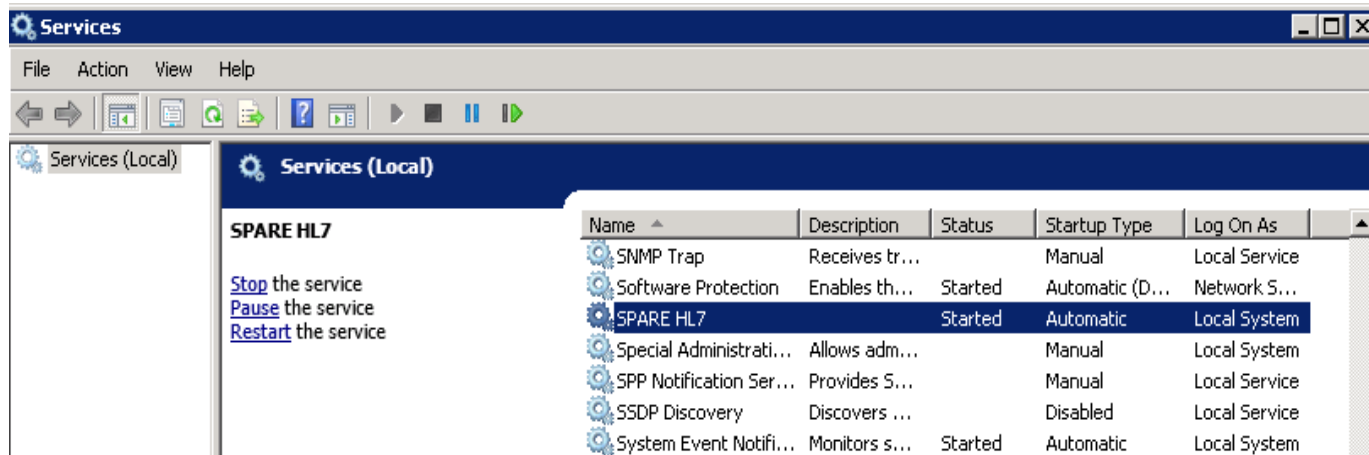 Services
File Action View Help
Services (Local)
Services (Local)
SPARE HL7
Stop the service
Pause the service
Restart the service
Name Description Status Startup Type Log On As
SNMP Trap Receives tr... Manual Local Service
Software Protection Enables th... Started Automatic (D... Network S...
SPARE HL7 Started Automatic Local System
Special Administrati... Allows adm... Manual Local System
SPP Notification Ser... Provides S... Manual Local Service
SSDP Discovery Discovers ... Disabled Local Service
System Event Notifi... Monitors s... Started Automatic Local System